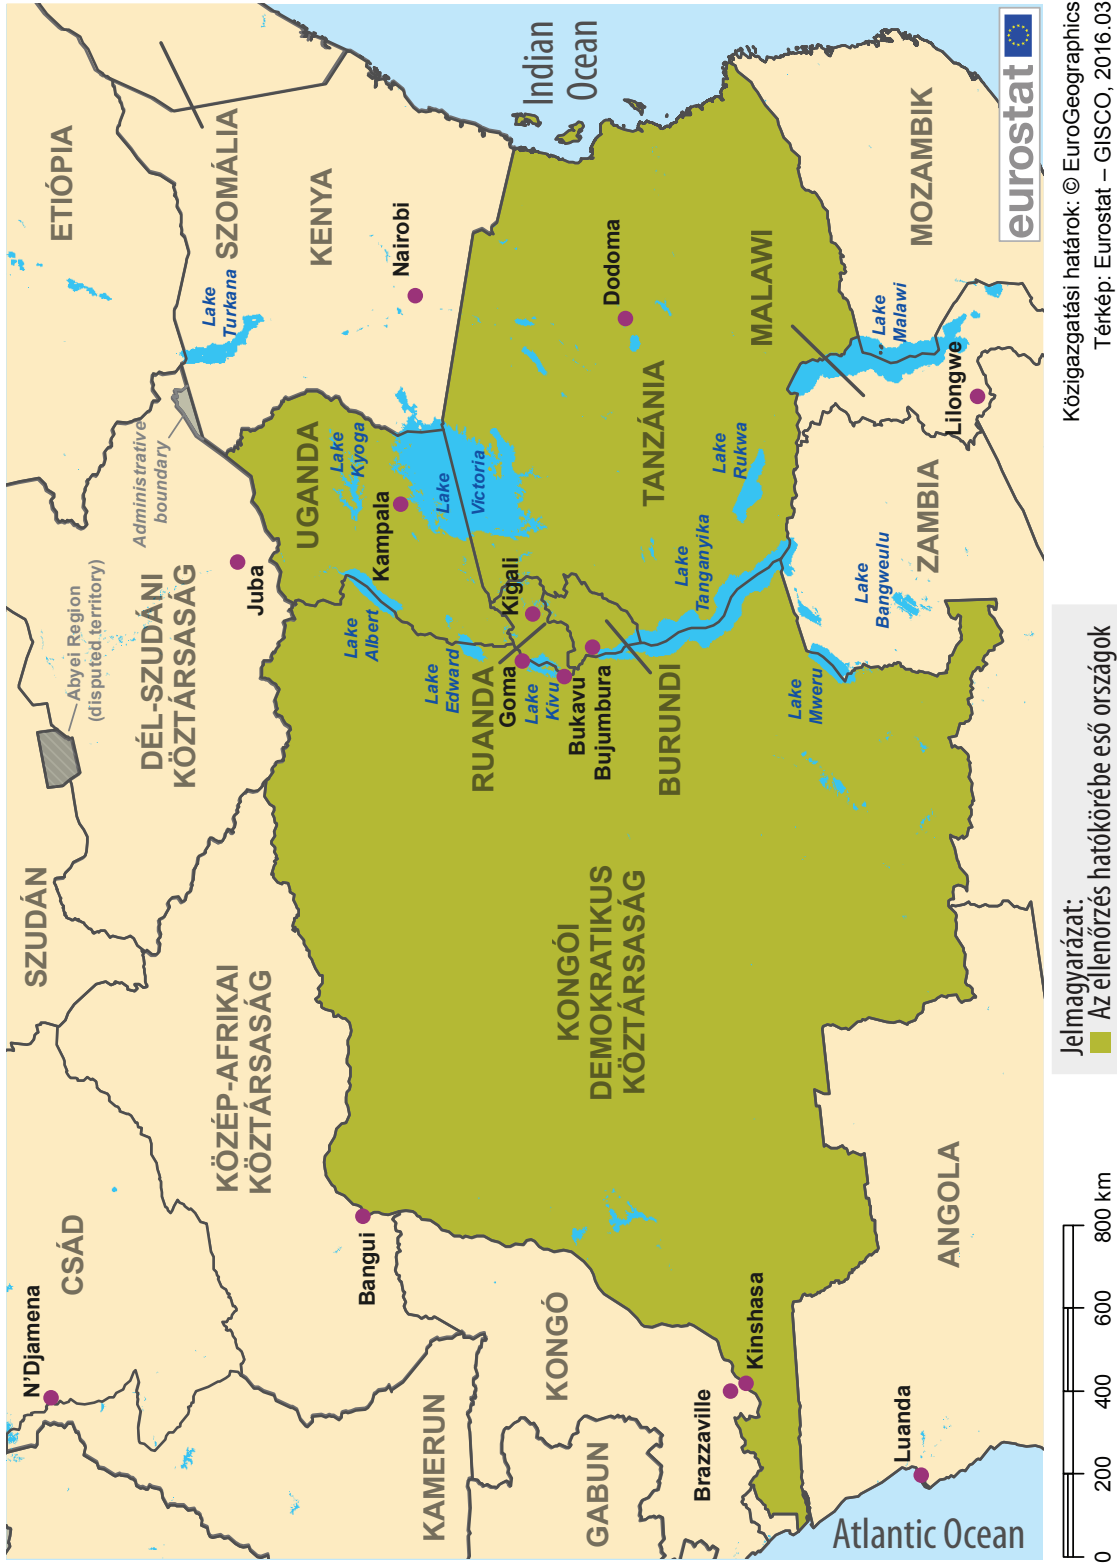 N'Djamena
CSÁD
SZUDÁN
Abyei Region
(disputed territory)
DÉL-SZUDÁNI
KÖZTÁRSASÁG
Juba
Administrative
boundary
ETIÓPIA
Lake
Turkana
SZOMÁLIA
KENYA
Nairobi
KÖZÉP-AFRIKAI
KÖZTÁRSASÁG
Bangui
UGANDA
Lake
Kyoga
Kampala
Lake
Albert
Lake
Victoria
Lake
Edward
RUANDA
Kigali
Goma
Lake
Kivu
Bukavu
Bujumbura
BURUNDI
Indian
Ocean
KAMERUN
KONGÓ
GABUN
KONGÓI
DEMOKRATIKUS
KÖZTÁRSASÁG
Brazzaville
Kinshasa
Lake
Tanganyika
TANZÁNIA
Dodoma
Lake
Rukwa
MALAWI
Lake
Mweru
Lake
Bangweulu
ZAMBIA
Lake
Malawi
Lilongwe
MOZAMBIK
Luanda
ANGOLA
Atlantic Ocean
eurostat
0 200 400 600 800 km
Jelmagyarázat:
Az ellenőrzés hatókörébe eső országok
Közigazgatási határok: © EuroGeographics
Térkép: Eurostat – GISCO, 2016.03